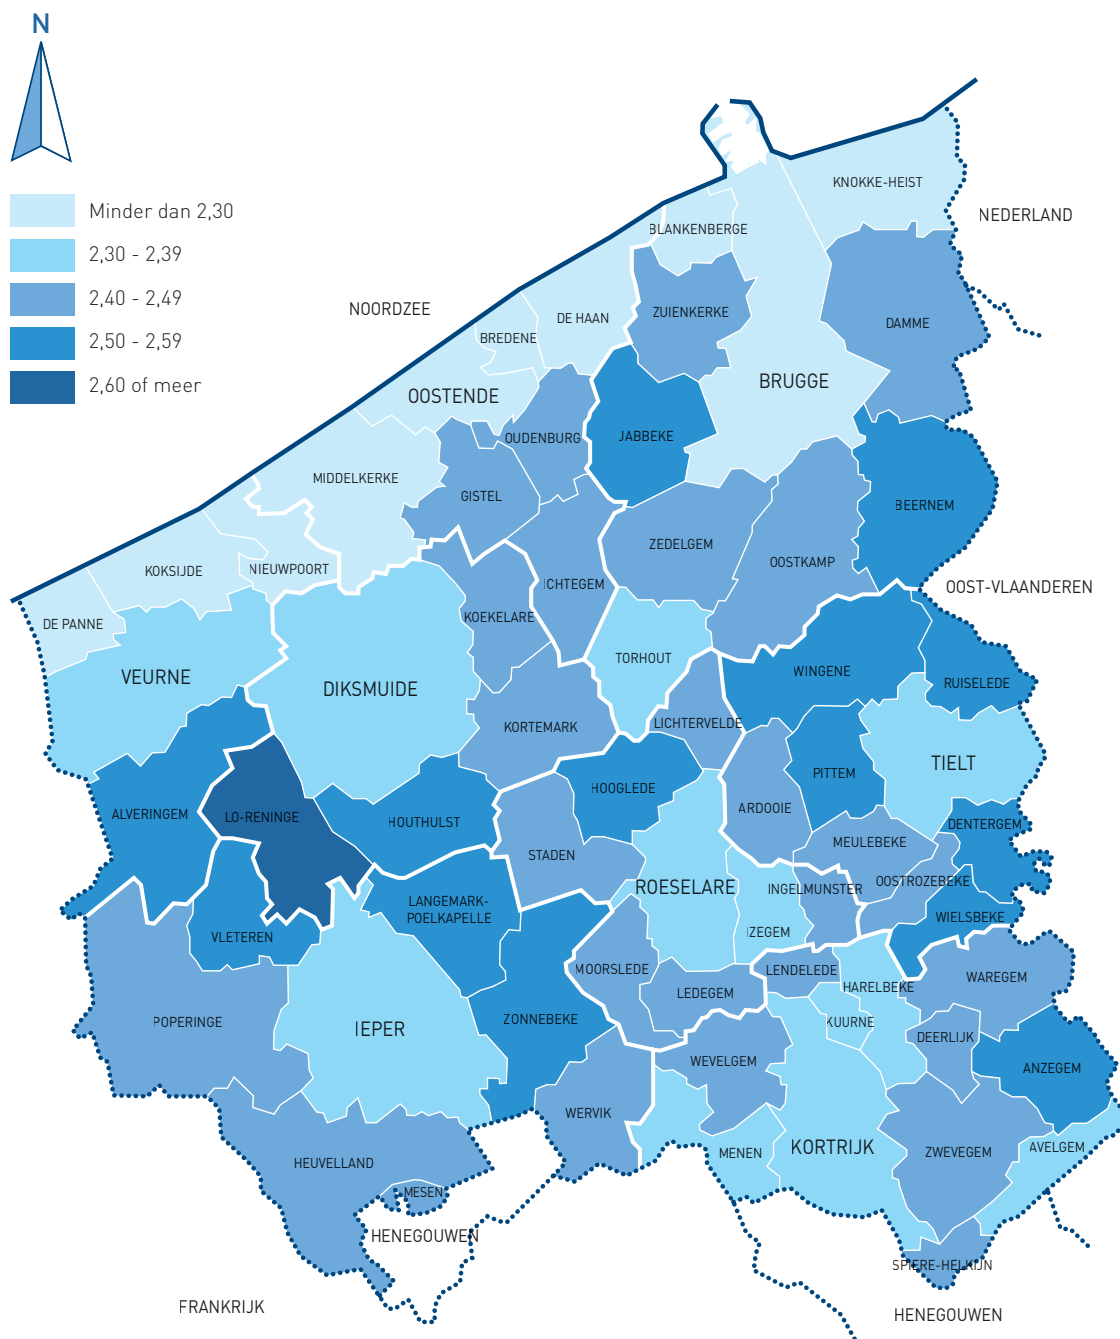 N
Minder dan 2,30
2,30 - 2,39
2,40 - 2,49
2,50 - 2,59
2,60 of meer
KNOKKE-HEIST
NEDERLAND
BLANKENBERGE
NOORDZEE
DE HAAN
ZUIENKERKE
DAMME
BREDENE
BRUGGE
OOSTENDE
OUDENBURG
JABBEKE
MIDDELKERKE
GISTEL
BEERNEM
ZEDELGEM
OOSTKAMP
KOKSIJDE
NIEUWPOORT
ICHTEGEM
OOST-VLAANDEREN
DE PANNE
KOEKELARE
TORHOUT
VEURNE
DIKSMUIDE
WINGENE
RUISELEDE
KORTEMARK
LICHTERVELDE
TIELT
PITTEM
HOOGLEDE
ARDOOIE
ALVERINGEM
LO-RENINGE
HOUTHULST
DENTERGEM
MEULEBEKE
STADEN
ROESELARE
INGELMUNSTER
OOSTROZEBEKE
LANGEMARK-
POELKAPELLE
WIELSBEKE
VLETEREN
IZEGEM
MOORSLEDE
LENDELEDE
WAREGEM
LEDEGEM
HARELBEKE
POPERINGE
IEPER
ZONNEBEKE
KUURNE
DEERLIJK
WEVELGEM
ANZEGEM
WERVIK
MENEN
KORTRIJK
ZWEVEGEM
AVELGEM
HEUVELLAND
MESEN
HENEGOUWEN
SPIERE-HELKIJN
FRANKRIJK
HENEGOUWEN